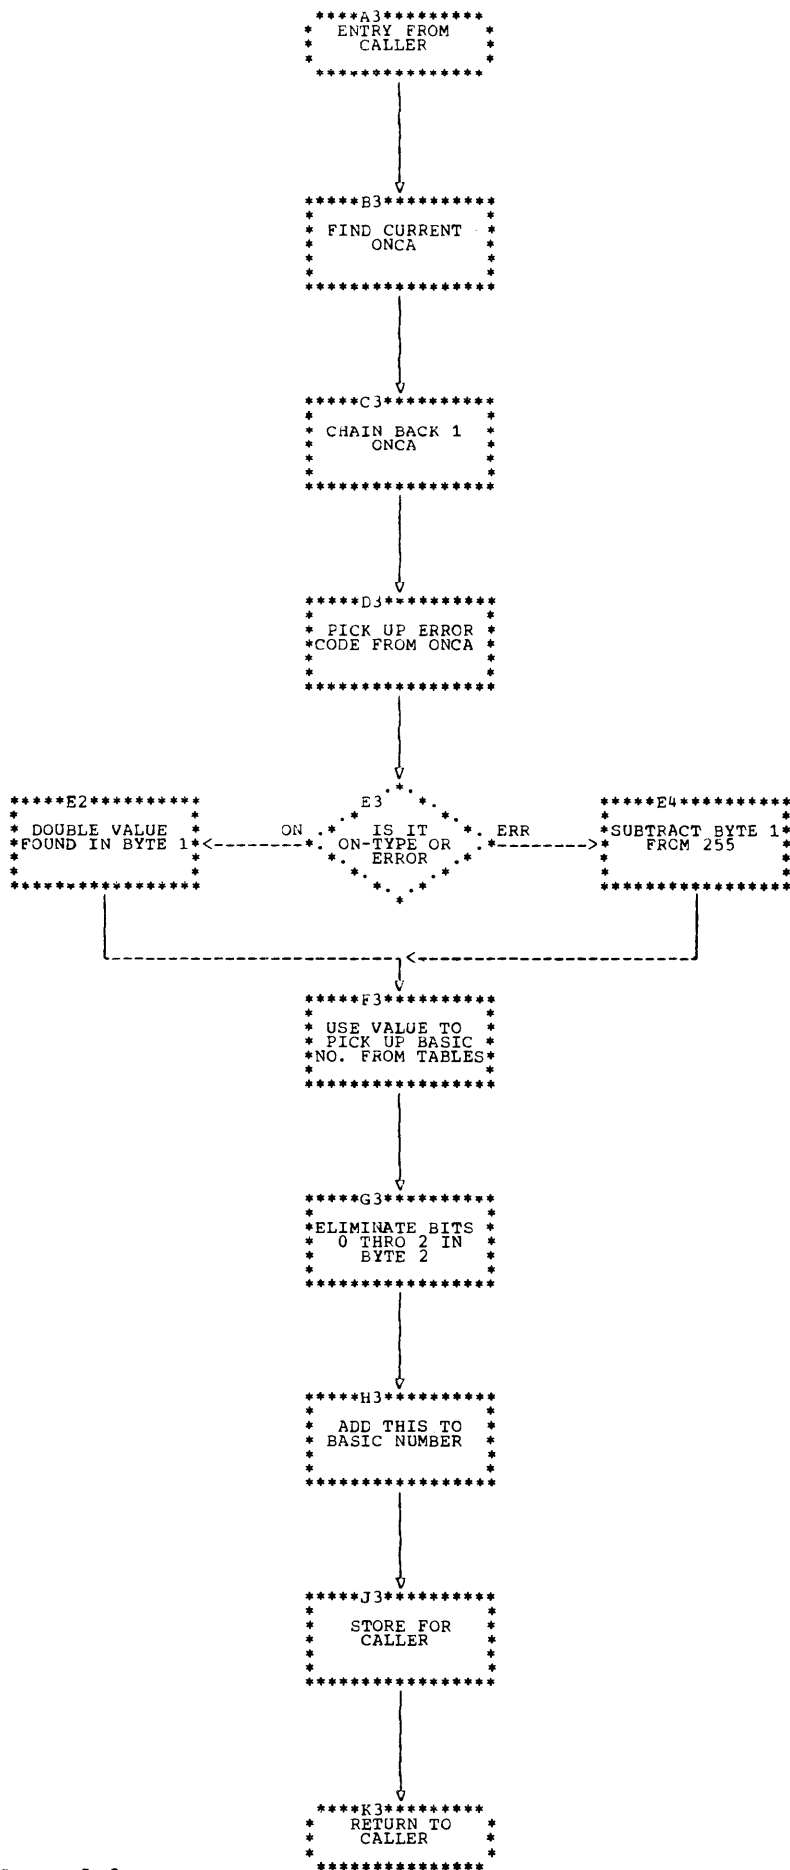 ****A3*********
ENTRY FROM
CALLER
*****B3**********
FIND CURRENT
ONCA
*****C3**********
CHAIN BACK 1
ONCA
*****D3**********
PICK UP ERROR
CODE FROM ONCA
E3
IS IT
ON-TYPE OR
ERROR
ON
ERR
*****E2**********
DOUBLE VALUE
FOUND IN BYTE 1
*****E4**********
SUBTRACT BYTE 1
FROM 255
*****F3**********
USE VALUE TO
PICK UP BASIC
NO. FROM TABLES
*****G3**********
ELIMINATE BITS
0 THRO 2 IN
BYTE 2
*****H3**********
ADD THIS TO
BASIC NUMBER
*****J3**********
STORE FOR
CALLER
****K3*********
RETURN TO
CALLER